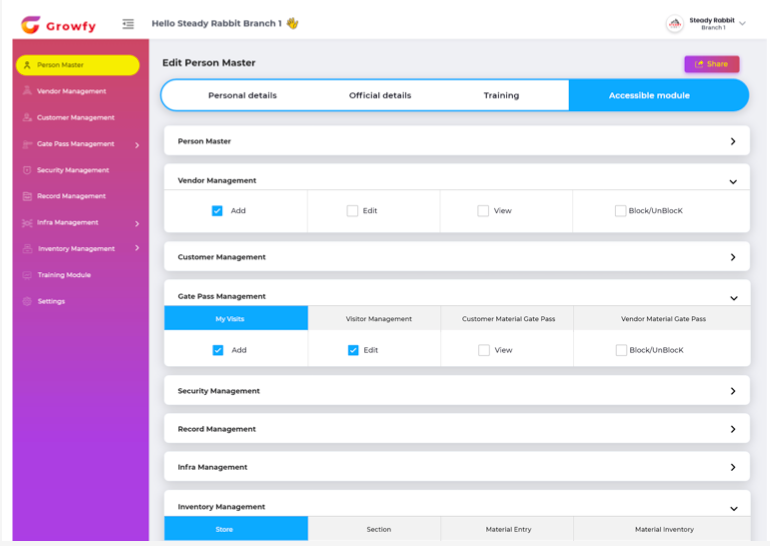 Growfy
Hello Steady Rabbit Branch 1 👋
Steady Rabbit
Branch 1
Person Master
Vendor Management
Customer Management
Gate Pass Management
Security Management
Record Management
Infra Management
Inventory Management
Training Module
Settings
Edit Person Master
Share
Personal details Official details Training Accessible module
Person Master
Vendor Management
Add Edit View Block/UnBlocK
Customer Management
Gate Pass Management
My Visits Visitor Management Customer Material Gate Pass Vendor Material Gate Pass
Add Edit View Block/UnBlocK
Security Management
Record Management
Infra Management
Inventory Management
Store Section Material Entry Material Inventory